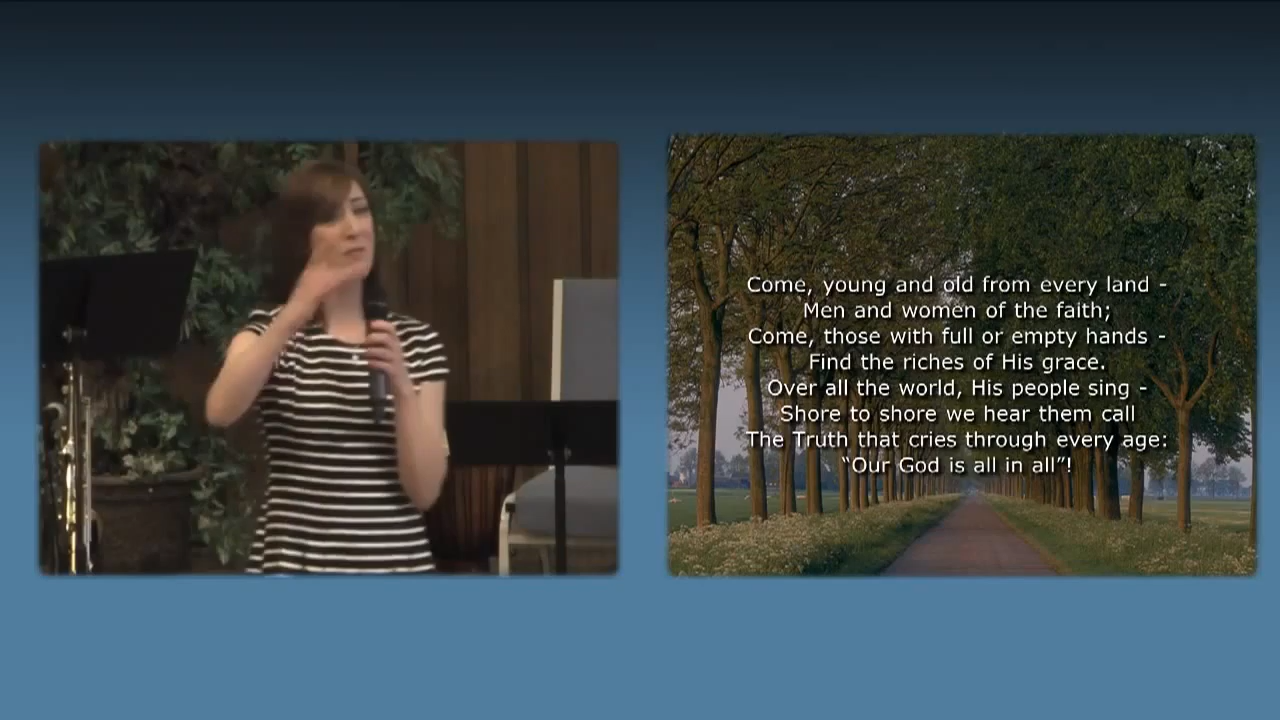 Come, young and old from every land -
Men and women of the faith;
Come, those with full or empty hands -
Find the riches of His grace.
Over all the world, His people sing -
Shore to shore we hear them call
The Truth that cries through every age:
“Our God is all in all”!